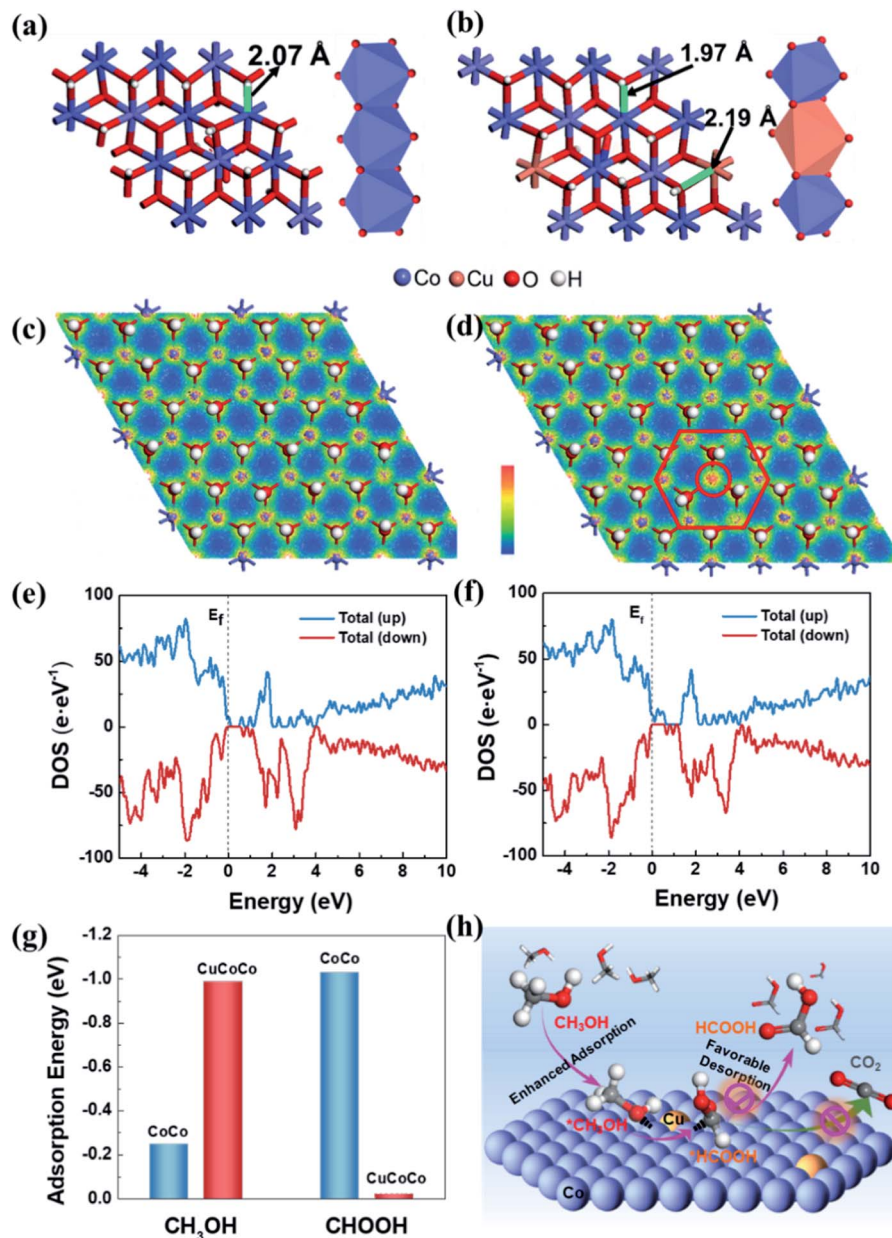 (a)
2.07 Å
(b)
1.97 Å
2.19 Å
Co Cu O H
(c)
(d)
(e)
100
50
0
-50
-100
DOS (e·eV⁻¹)
E_f
Total (up)
Total (down)
-4 -2 0 2 4 6 8 10
Energy (eV)
(f)
100
50
0
-50
-100
DOS (e·eV⁻¹)
E_f
Total (up)
Total (down)
-4 -2 0 2 4 6 8 10
Energy (eV)
(g)
-1.2
-1.0
-0.8
-0.6
-0.4
-0.2
0.0
Adsorption Energy (eV)
CoCo
CuCoCo
CoCo
CuCoCo
CH₃OH
CHOOH
(h)
CH₃OH
Enhanced Adsorption
*CH₃OH
Cu
*HCOOH
HCOOH
Favorable
Desorption
CO₂
Co